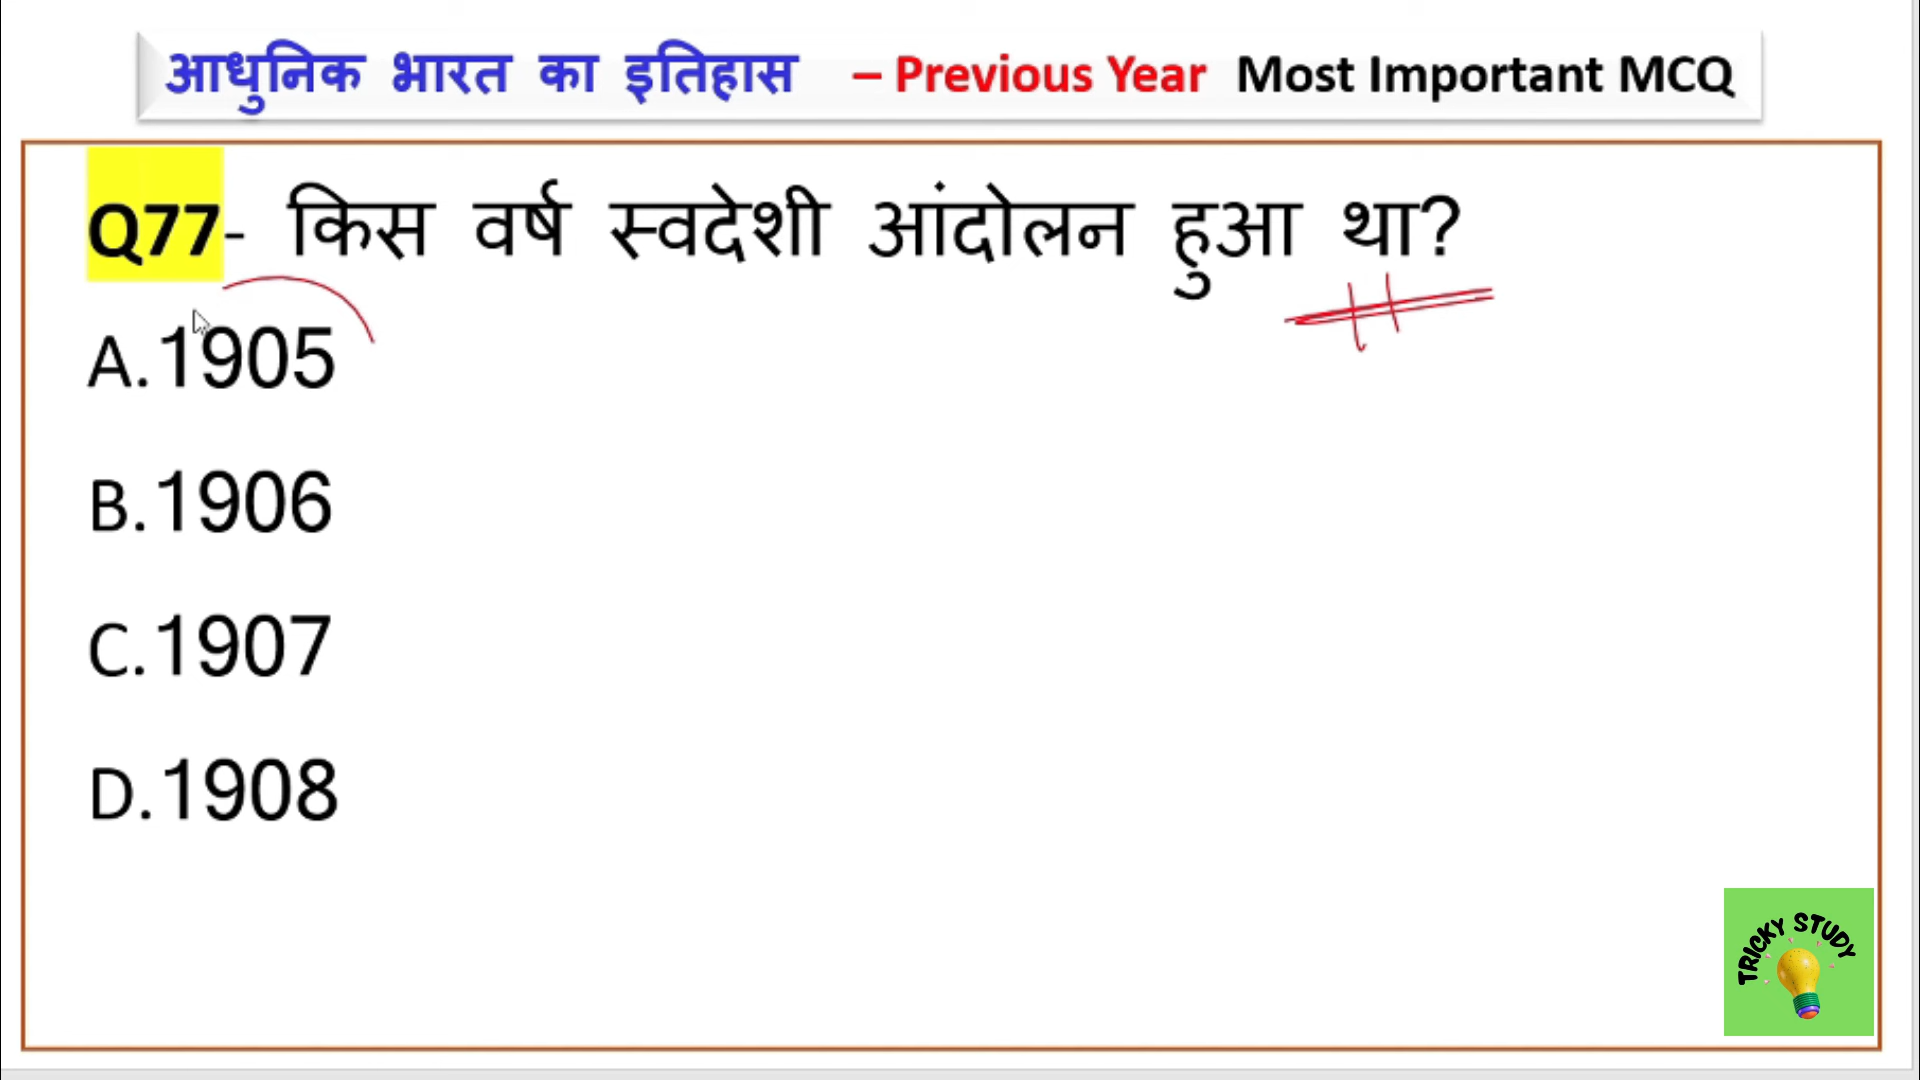 आधुनिक भारत का इतिहास – Previous Year Most Important MCQ
Q77- किस वर्ष स्वदेशी आंदोलन हुआ था?
A.1905
B.1906
C.1907
D.1908
TRICKY STUDY